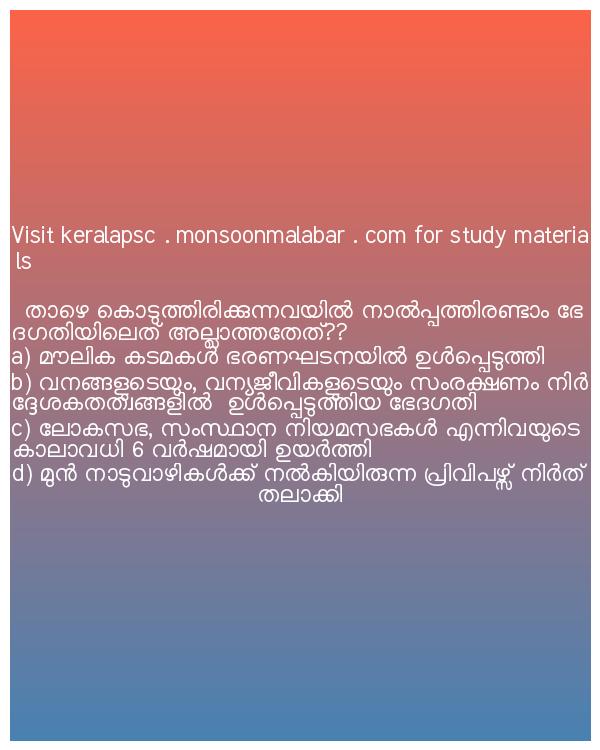 Visit keralapsc . monsoonmalabar . com for study materia
ls
താഴെ കൊടുത്തിരിക്കുന്നവയിൽ നാൽപ്പത്തിരണ്ടാം ഭേ
ദഗതിയിലെത് അല്ലാത്തതേത്??
a) മൗലിക കടമകൾ ഭരണഘടനയിൽ ഉൾപ്പെടുത്തി
b) വനങ്ങളുടെയും, വന്യജീവികളുടെയും സംരക്ഷണം നിർ
ദ്ദേശകതത്വങ്ങളിൽ ഉൾപ്പെടുത്തിയ ഭേദഗതി
c) ലോകസഭ, സംസ്ഥാന നിയമസഭകൾ എന്നിവയുടെ
കാലാവധി 6 വർഷമായി ഉയർത്തി
d) മുൻ നാടുവാഴികൾക്ക് നൽകിയിരുന്ന പ്രിവിപഴ്സ് നിർത്
തലാക്കി